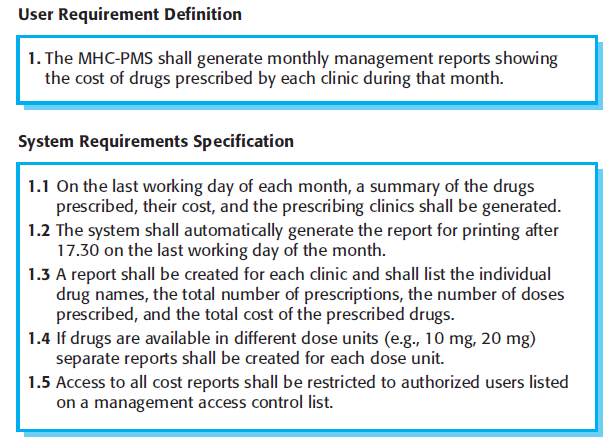 User Requirement Definition
1. The MHC-PMS shall generate monthly management reports showing
the cost of drugs prescribed by each clinic during that month.
System Requirements Specification
1.1 On the last working day of each month, a summary of the drugs
prescribed, their cost, and the prescribing clinics shall be generated.
1.2 The system shall automatically generate the report for printing after
17.30 on the last working day of the month.
1.3 A report shall be created for each clinic and shall list the individual
drug names, the total number of prescriptions, the number of doses
prescribed, and the total cost of the prescribed drugs.
1.4 If drugs are available in different dose units (e.g., 10 mg, 20 mg)
separate reports shall be created for each dose unit.
1.5 Access to all cost reports shall be restricted to authorized users listed
on a management access control list.